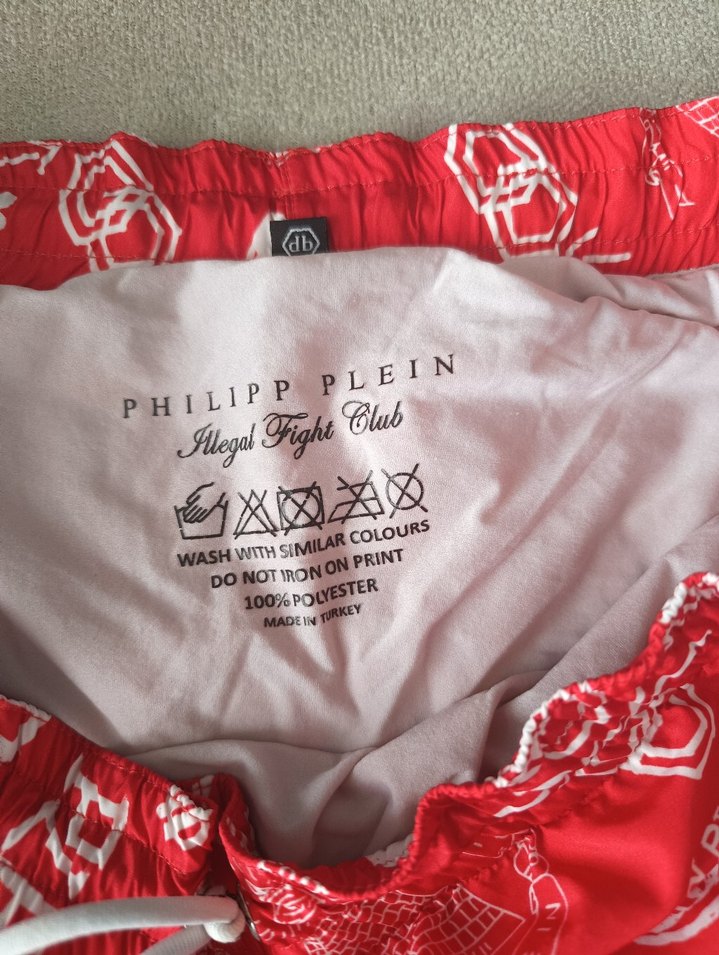 db
PHILIPP PLEIN
Illegal Fight Club
WASH WITH SIMILAR COLOURS
DO NOT IRON ON PRINT
100% POLYESTER
MADE IN TURKEY